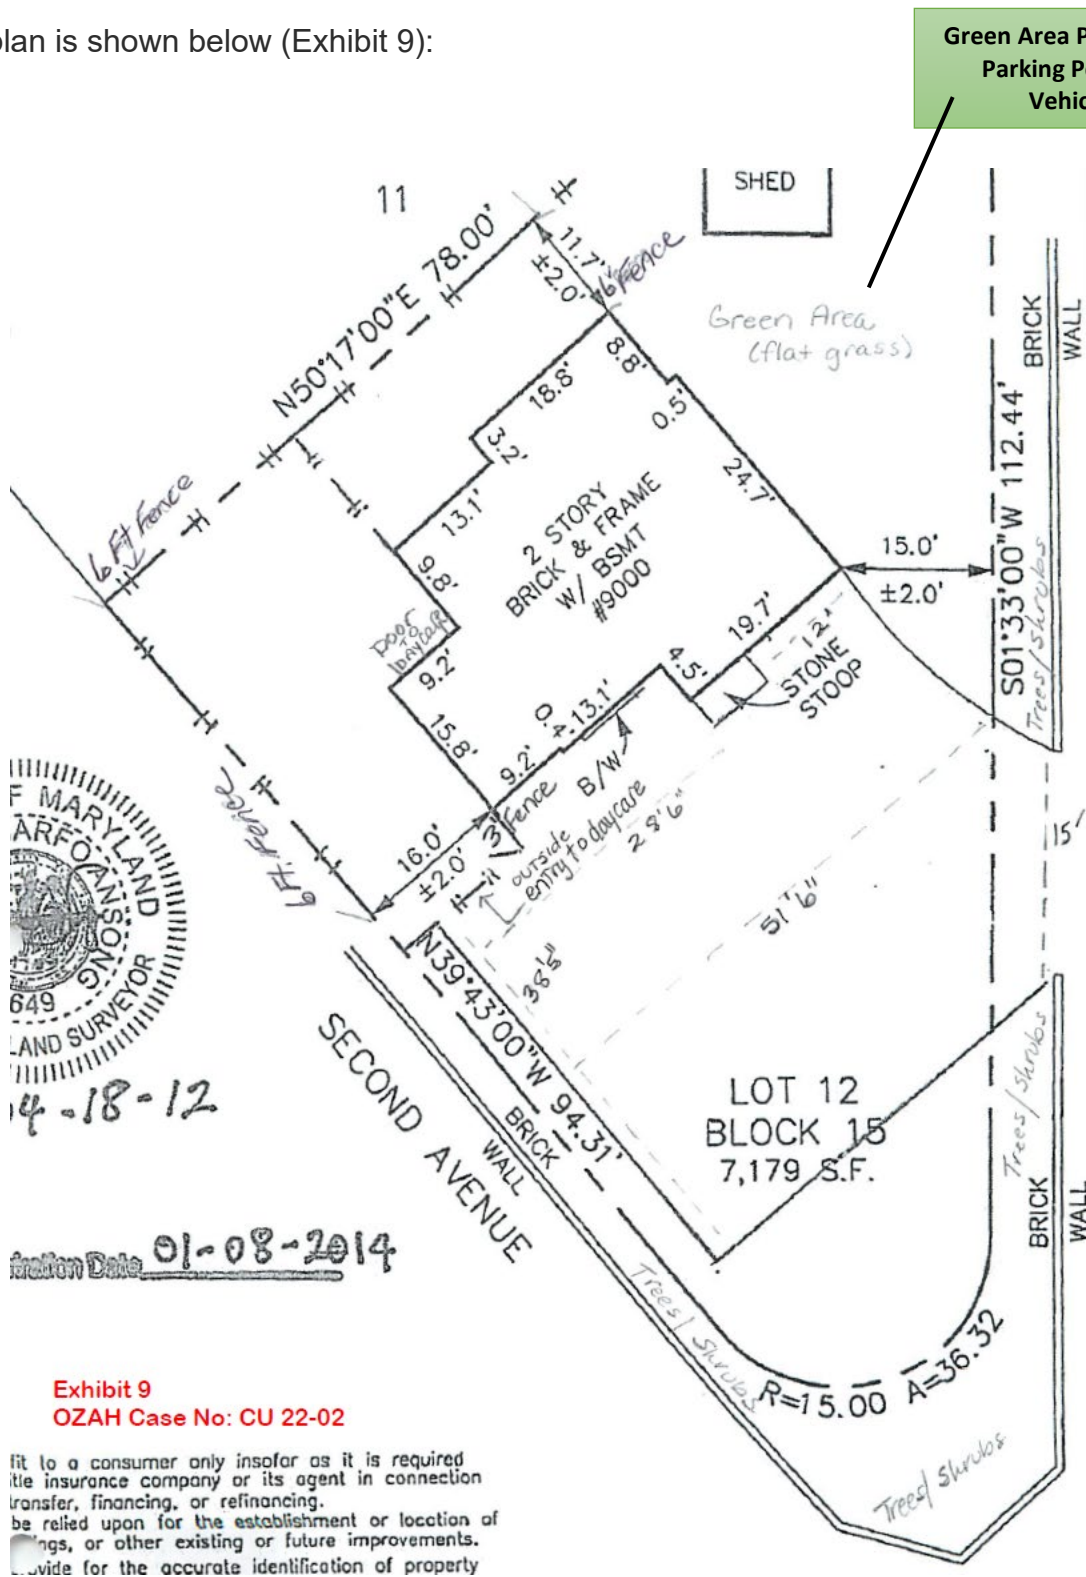 plan is shown below (Exhibit 9):
Green Area P
Parking P
Vehic
11
SHED
N50°17'00"E 78.00'
11.7'
±2.0'
6' Fence
Green Area
(flat grass)
BRICK
WALL
18.8'
8.8'
0.5'
3.2'
13.1'
24.7'
6 Ft Fence
9.8'
2 STORY
BRICK & FRAME
W/ BSMT
#9000
15.0'
±2.0'
S01°33'00"W 112.44'
Trees/Shrubs
DOOR
TO
DAYCARE
9.2'
19.7'
12'
STONE
STOOP
4.5'
15.8'
0.4'
13.1'
9.2'
B/W
3' Fence
OUTSIDE
entry to daycare
28'6"
6 Ft. Fence
16.0'
±2.0'
15'
51'6"
38'5"
F MARYLAND
ARFO ANSONG
649
LAND SURVEYOR
04-18-12
N39°43'00"W 94.31'
SECOND AVENUE
BRICK
WALL
LOT 12
BLOCK 15
7,179 S.F.
Trees/Shrubs
BRICK
WALL
iration Date 01-08-2014
Trees/Shrubs
R=15.00 A=36.32
Trees/Shrubs
Exhibit 9
OZAH Case No: CU 22-02
fit to a consumer only insofar as it is required
tle insurance company or its agent in connection
transfer, financing, or refinancing.
be relied upon for the establishment or location of
ngs, or other existing or future improvements.
ovide for the accurate identification of property